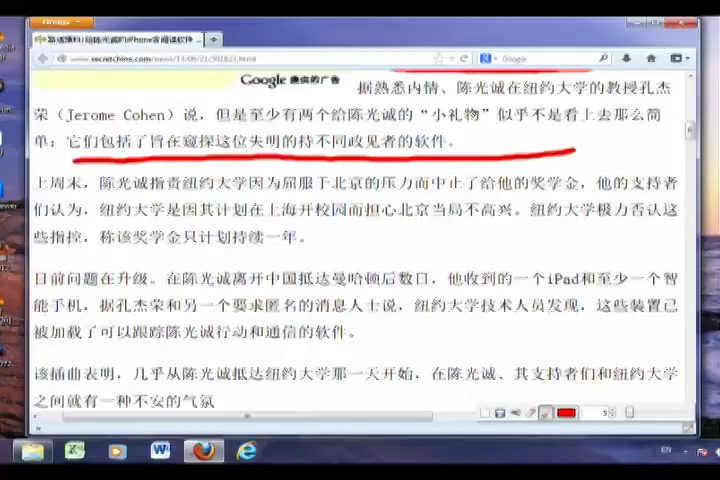 www.secretchina.com/news/13/06/21/501823.html
Google
Google 提供的广告
据熟悉内情、陈光诚在纽约大学的教授孔杰
荣（Jerome Cohen）说，但是至少有两个给陈光诚的“小礼物”似乎不是看上去那么简
单：它们包括了旨在窥探这位失明的持不同政见者的软件。
上周末，陈光诚指责纽约大学因为屈服于北京的压力而中止了给他的奖学金，他的支持者
们认为，纽约大学是因其计划在上海开校园而担心北京当局不高兴。纽约大学极力否认这
些指控，称该奖学金只计划持续一年。
目前问题在升级。在陈光诚离开中国抵达曼哈顿后数日，他收到的一个iPad和至少一个智
能手机，据孔杰荣和另一个要求匿名的消息人士说，纽约大学技术人员发现，这些装置已
被加载了可以跟踪陈光诚行动和通信的软件。
该插曲表明，几乎从陈光诚抵达纽约大学那一天开始，在陈光诚、其支持者们和纽约大学
之间就有一种不安的气氛
5
EN